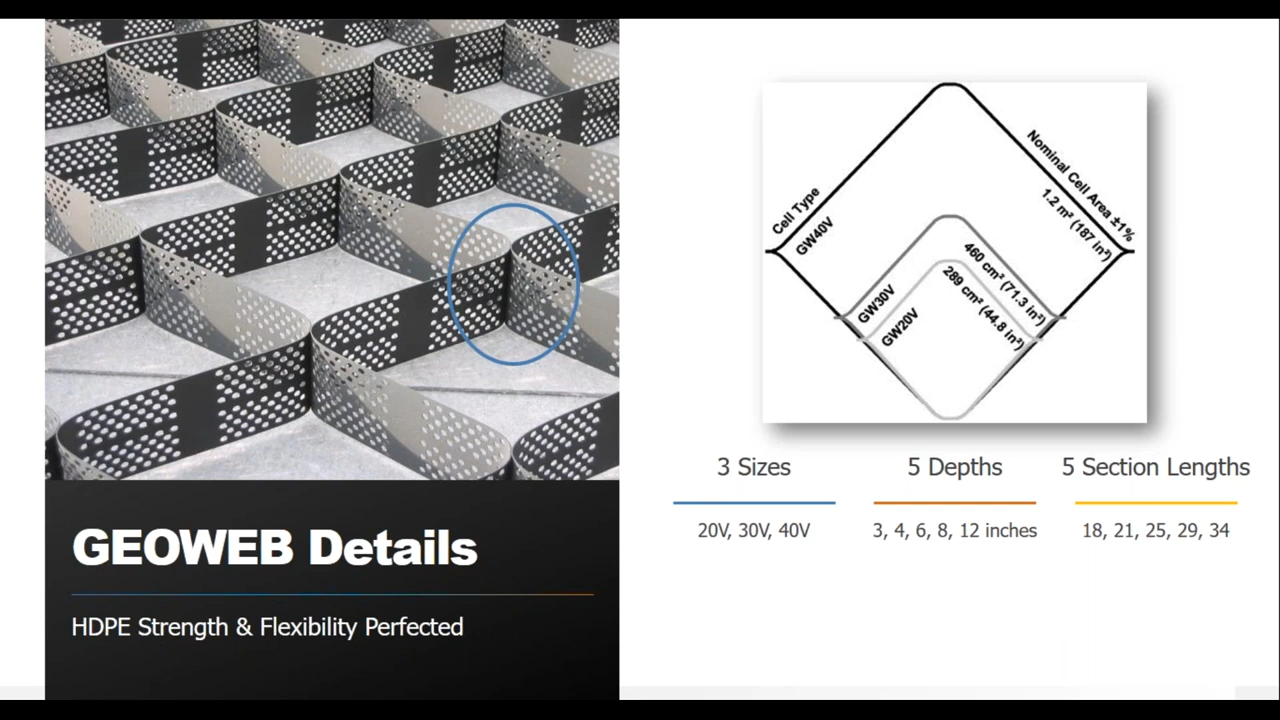 Cell Type
GW40V
Nominal Cell Area ±1%
1.2 m² (187 in²)
GW30V
460 cm² (71.3 in²)
GW20V
289 cm² (44.8 in²)
3 Sizes
20V, 30V, 40V
5 Depths
3, 4, 6, 8, 12 inches
5 Section Lengths
18, 21, 25, 29, 34
GEOWEB Details
HDPE Strength & Flexibility Perfected